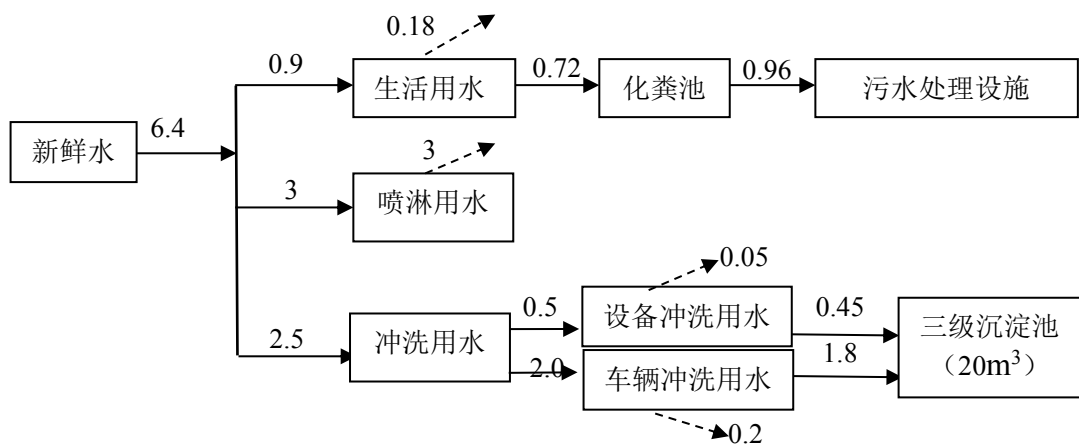 0.18
0.9
生活用水
0.72
化粪池
0.96
污水处理设施
新鲜水
6.4
3
3
喷淋用水
0.05
0.5
设备冲洗用水
0.45
2.5
冲洗用水
三级沉淀池
（20m³）
2.0
车辆冲洗用水
1.8
0.2